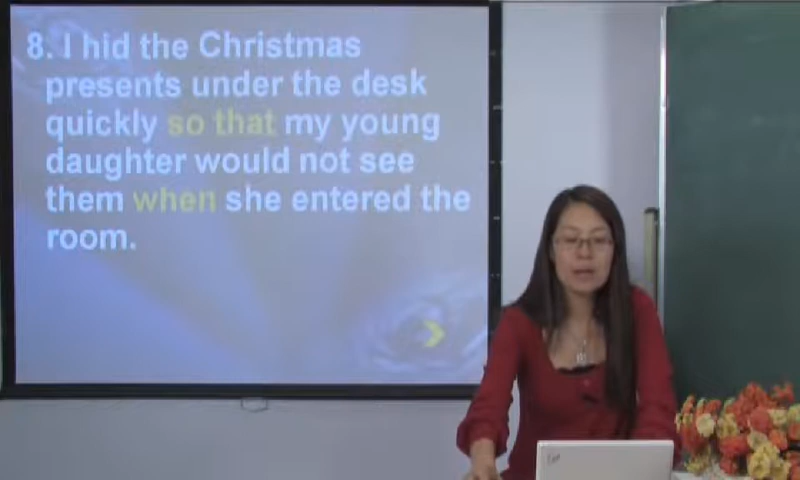 8. I hid the Christmas
presents under the desk
quickly so that my young
daughter would not see
them when she entered the
room.